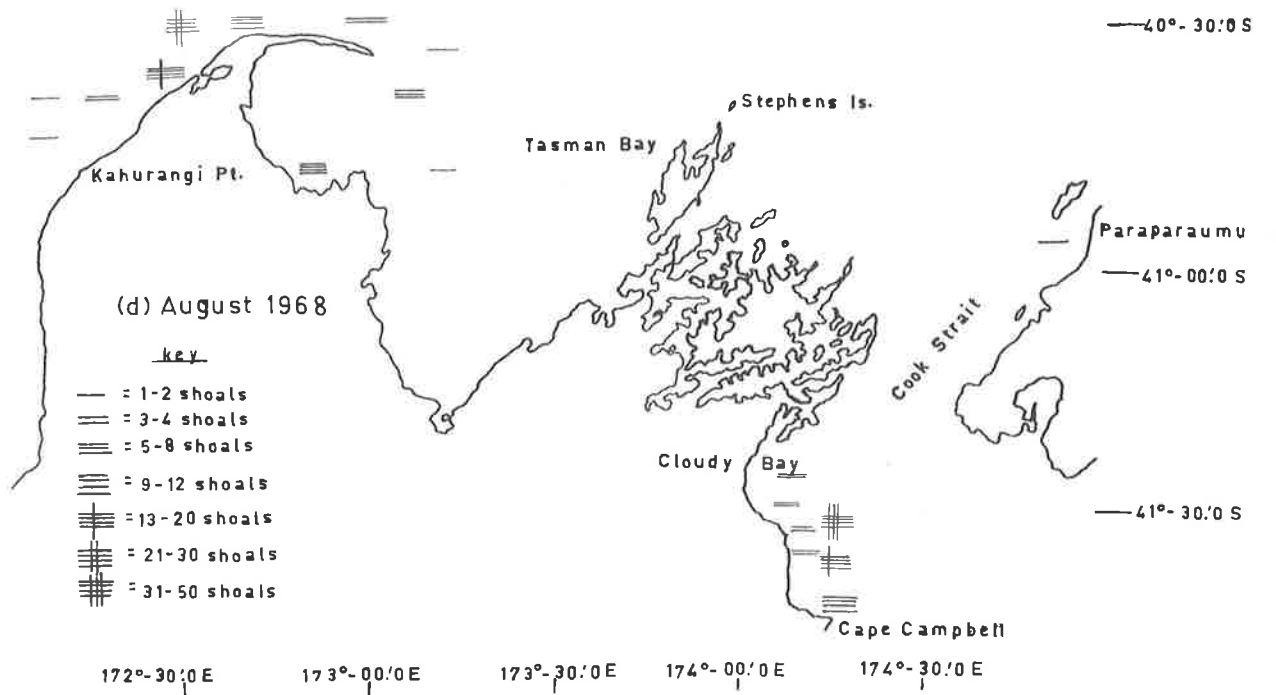 40°-30.'0 S
Stephens Is.
Tasman Bay
Kahurangi Pt.
Paraparaumu
41°-00.'0 S
(d) August 1968
Cook Strait
key
= 1-2 shoals
= 3-4 shoals
= 5-8 shoals
= 9-12 shoals
= 13-20 shoals
= 21-30 shoals
= 31-50 shoals
Cloudy Bay
41°-30.'0 S
Cape Campbell
172°-30.'0 E
173°-00.'0 E
173°-30.'0 E
174°-00.'0 E
174°-30.'0 E